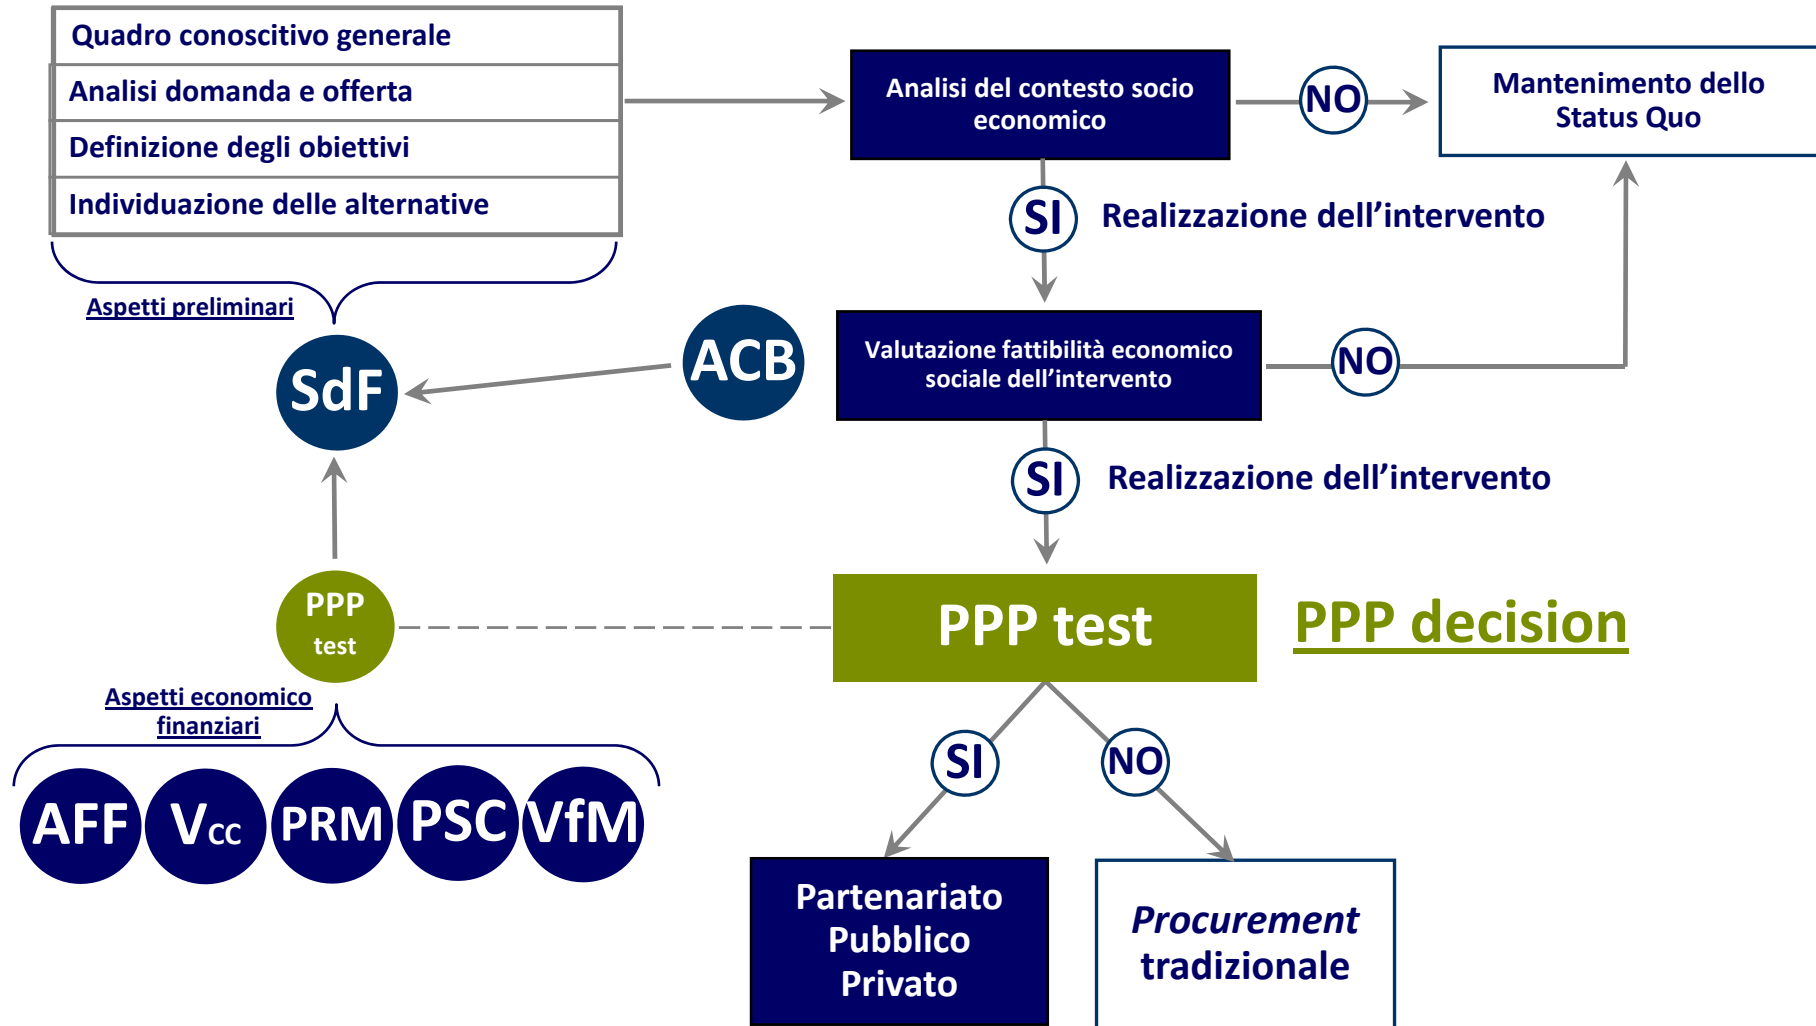 Quadro conoscitivo generale
Analisi domanda e offerta
Definizione degli obiettivi
Individuazione delle alternative
Aspetti preliminari
SdF
ACB
PPP
test
Aspetti economico
finanziari
AFF
Vcc
PRM
PSC
VfM
Analisi del contesto socio
economico
NO
Mantenimento dello
Status Quo
SI
Realizzazione dell’intervento
Valutazione fattibilità economico
sociale dell’intervento
NO
SI
Realizzazione dell’intervento
PPP test
PPP decision
SI
NO
Partenariato
Pubblico
Privato
Procurement
tradizionale